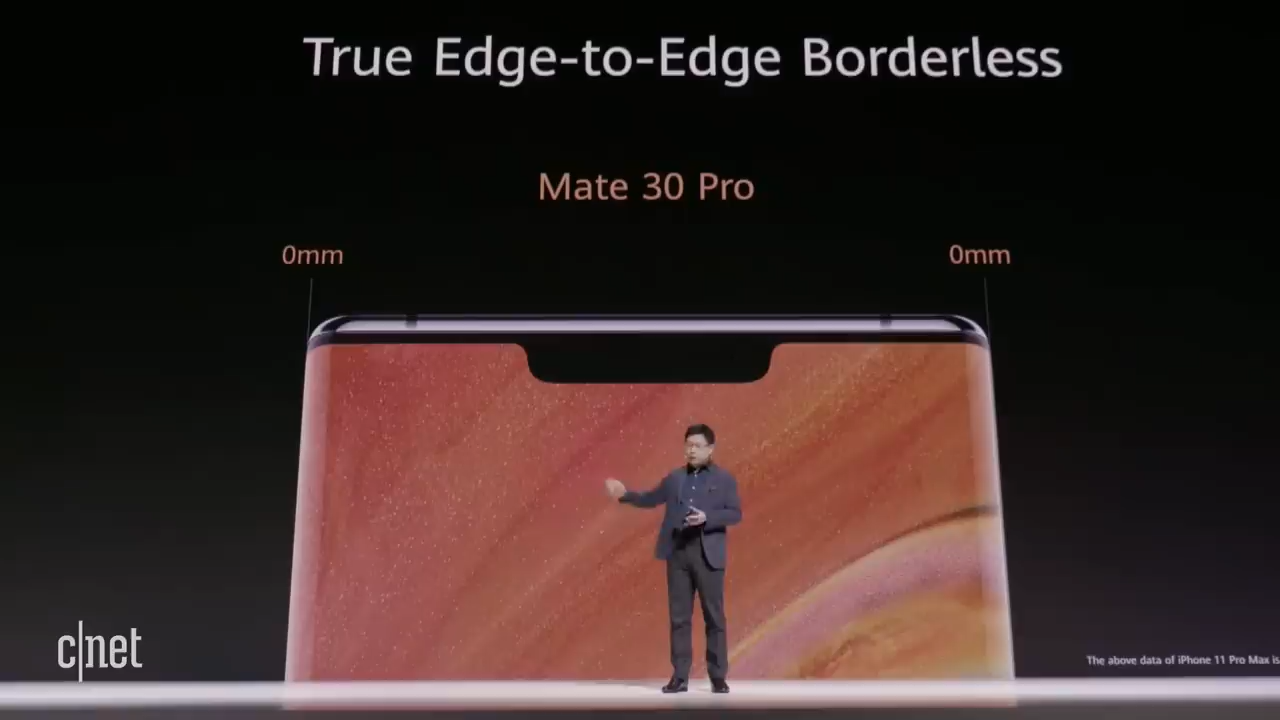 True Edge-to-Edge Borderless
Mate 30 Pro
0mm 0mm
c|net
The above data of iPhone 11 Pro Max is